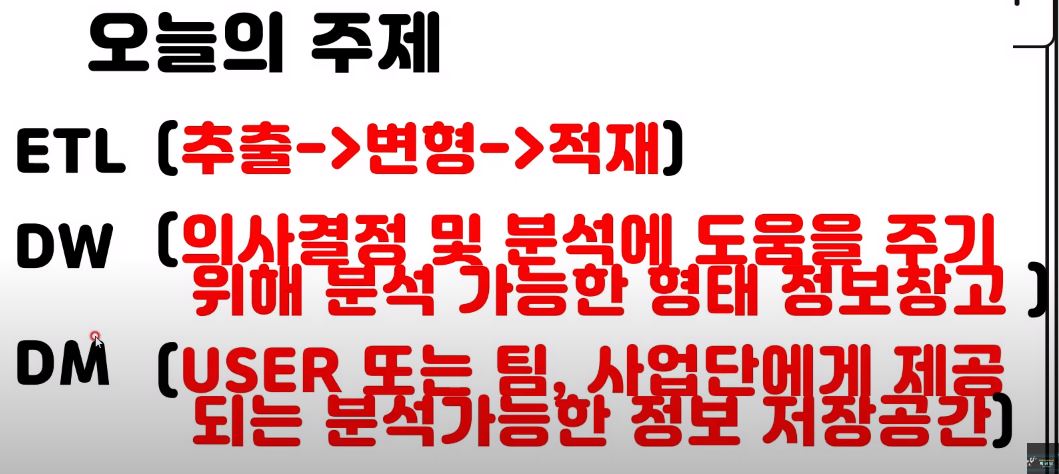 오늘의 주제
ETL (추출->변형->적재)
DW (의사결정 및 분석에 도움을 주기
위해 분석 가능한 형태 정보창고 )
DM (USER 또는 팀, 사업단에게 제공
되는 분석가능한 정보 저장공간)